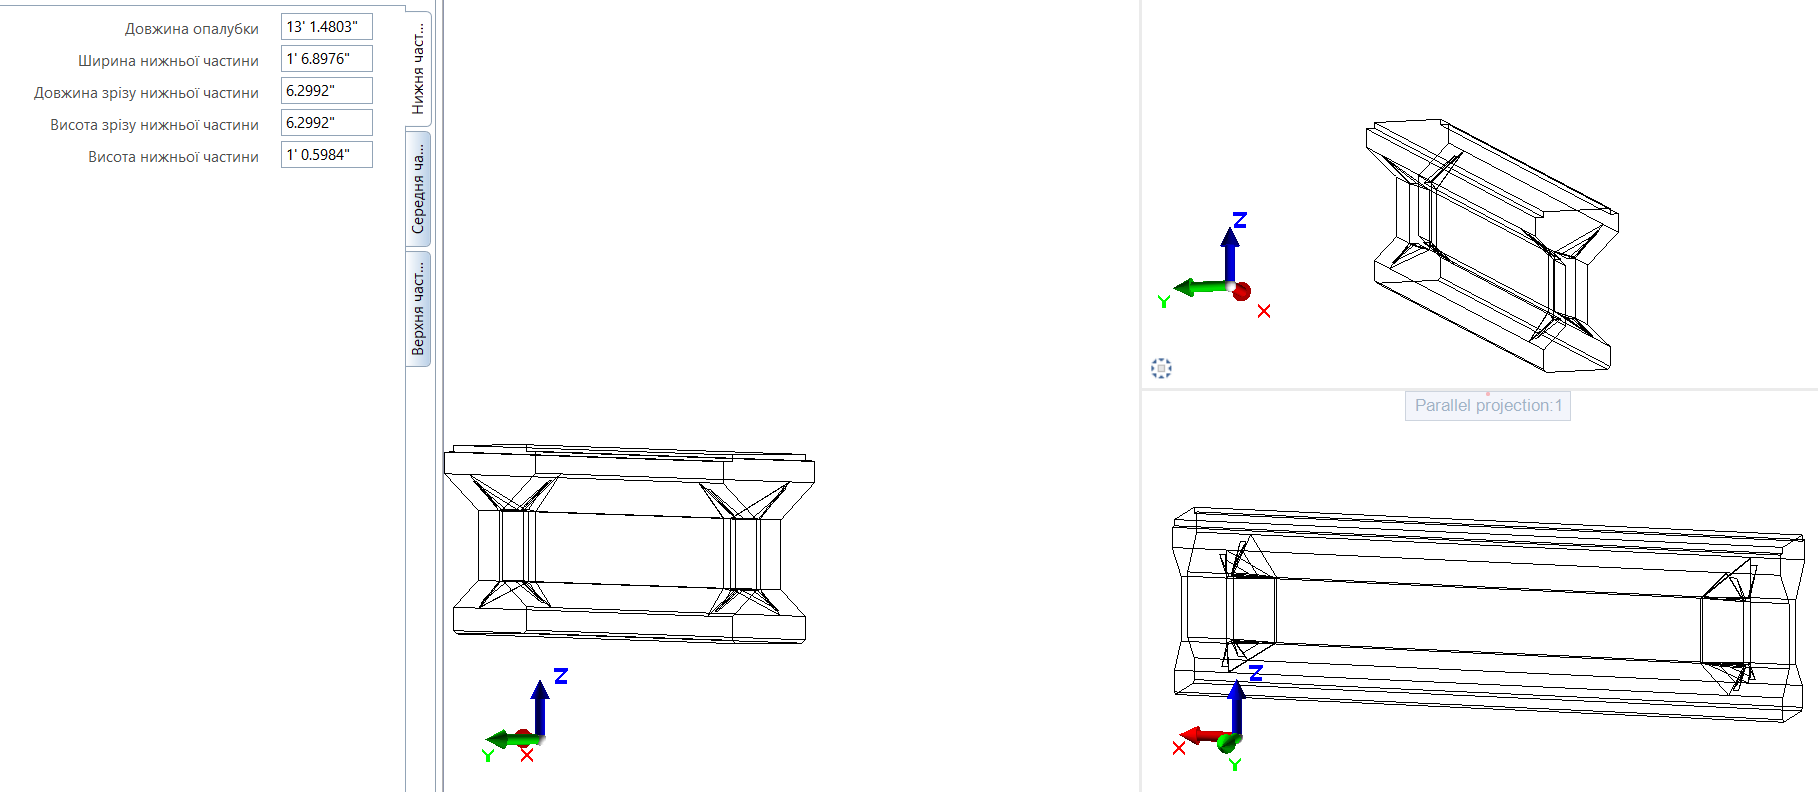 Довжина опалубки 13' 1.4803"
Ширина нижньої частини 1' 6.8976"
Довжина зрізу нижньої частини 6.2992"
Висота зрізу нижньої частини 6.2992"
Висота нижньої частини 1' 0.5984"
Нижня част...
Середня ча...
Верхня част...
Z
Y
X
Z
Y
X
Parallel projection:1
Z
X
Y